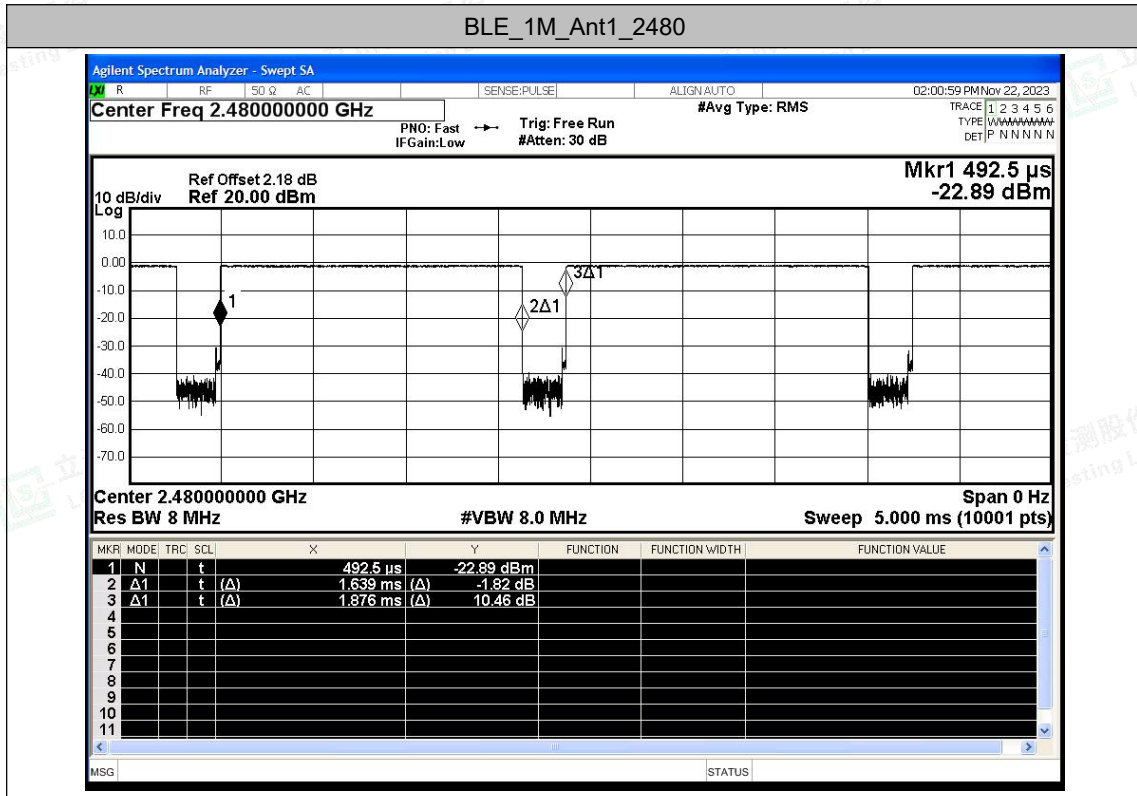 BLE_1M_Ant1_2480
Agilent Spectrum Analyzer - Swept SA
LXI R RF 50 Ω AC SENSE:PULSE ALIGN AUTO 02:00:59 PM Nov 22, 2023
Center Freq 2.480000000 GHz #Avg Type: RMS TRACE 1 2 3 4 5 6
PNO: Fast Trig: Free Run TYPE WWWWWW
IFGain:Low #Atten: 30 dB DET P N N N N N
Mkr1 492.5 µs
Ref Offset 2.18 dB
10 dB/div Ref 20.00 dBm -22.89 dBm
Log
10.0
0.00
3Δ1
-10.0
1
2Δ1
-20.0
-30.0
-40.0
-50.0
-60.0
-70.0
Center 2.480000000 GHz Span 0 Hz
Res BW 8 MHz #VBW 8.0 MHz Sweep 5.000 ms (10001 pts)
MKR MODE TRC SCL X Y FUNCTION FUNCTION WIDTH FUNCTION VALUE
1 N t 492.5 µs -22.89 dBm
2 Δ1 t (Δ) 1.639 ms (Δ) -1.82 dB
3 Δ1 t (Δ) 1.876 ms (Δ) 10.46 dB
4
5
6
7
8
9
10
11
MSG STATUS